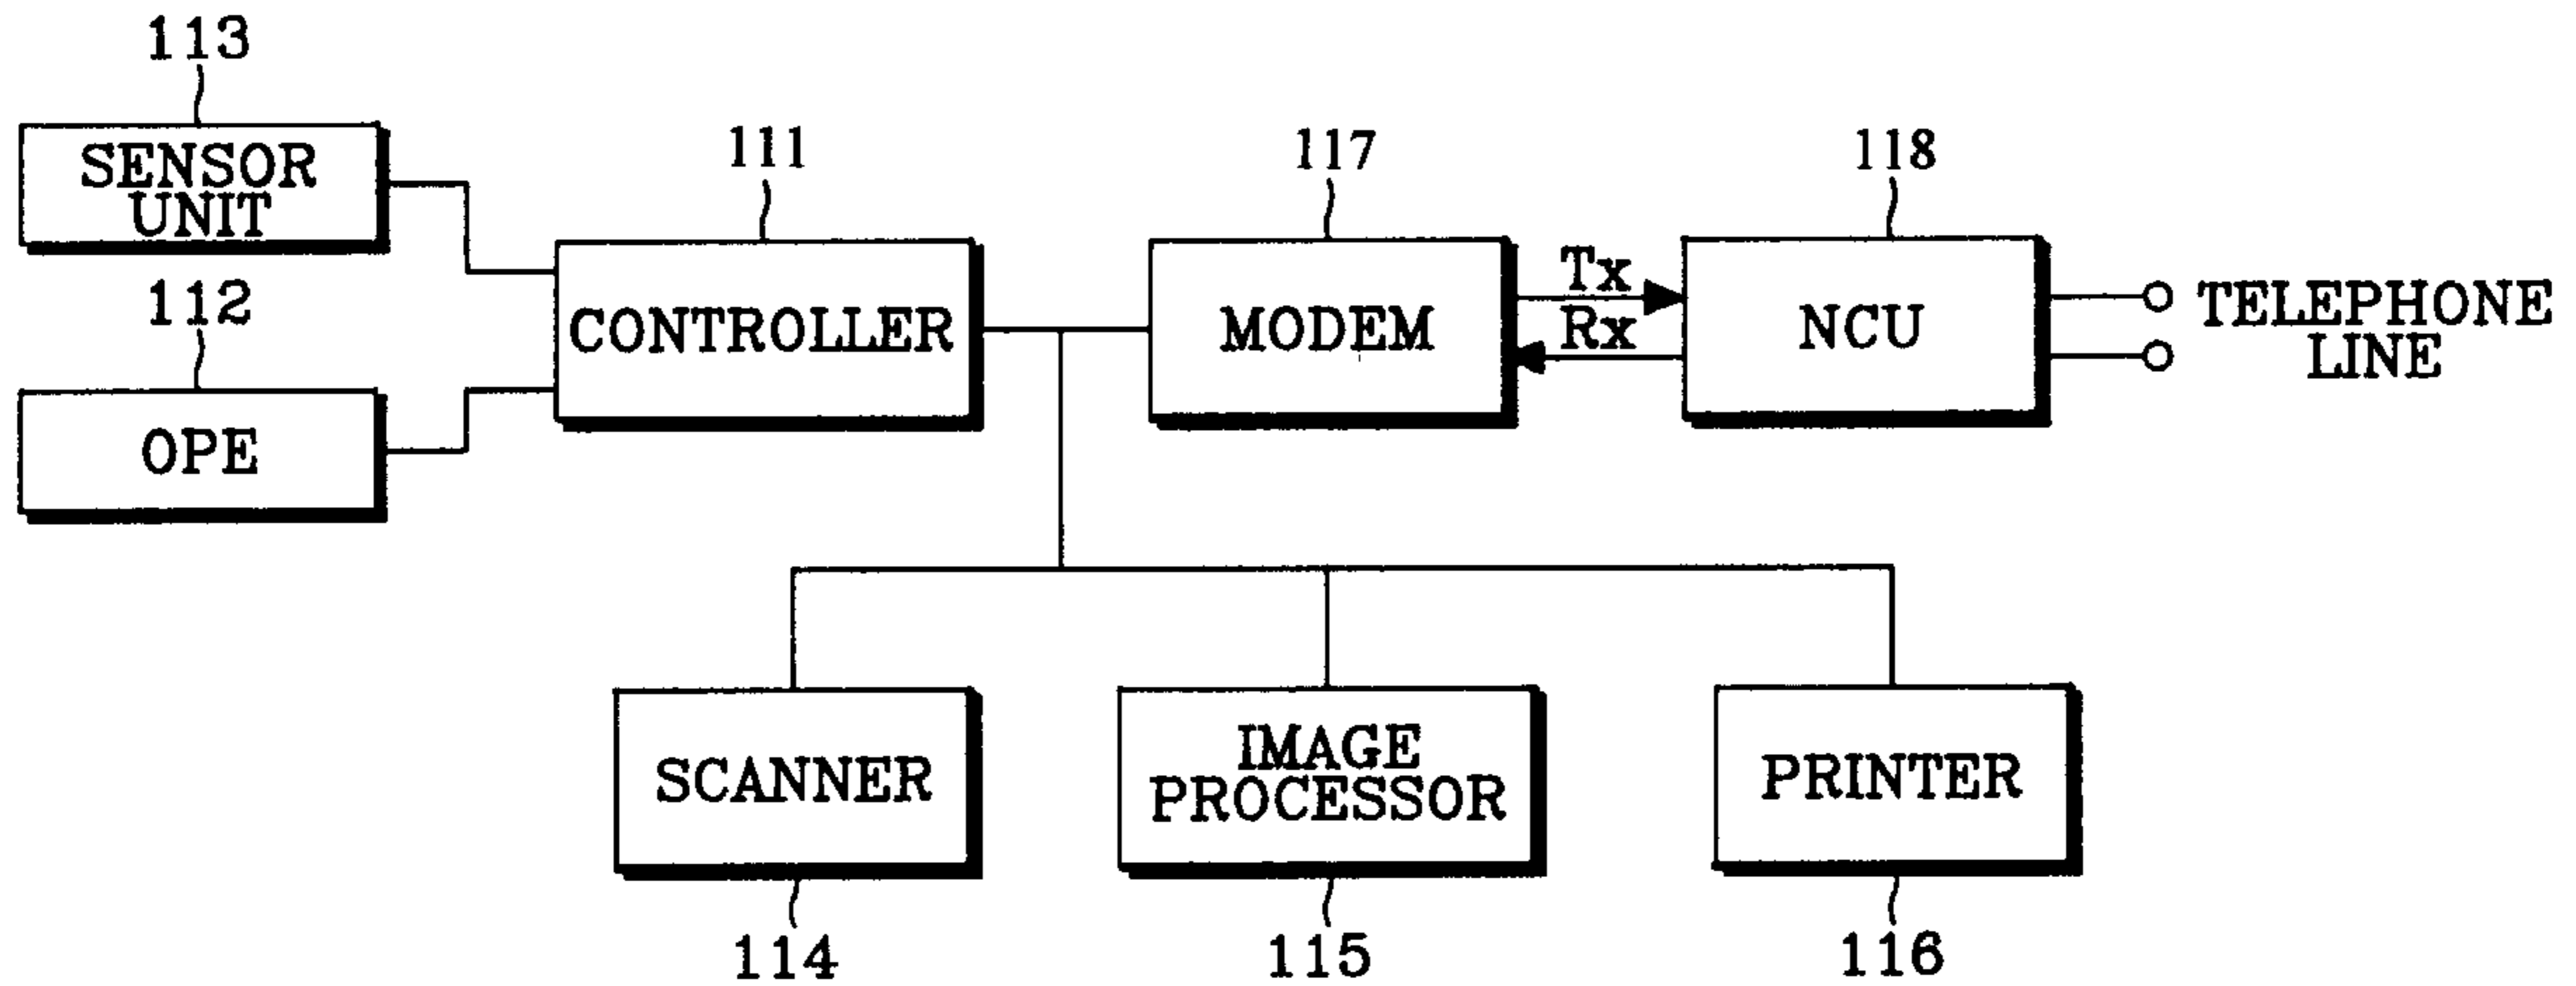 113
SENSOR
UNIT
112
OPE
111
CONTROLLER
117
MODEM
Tx
Rx
118
NCU
TELEPHONE
LINE
SCANNER
114
IMAGE
PROCESSOR
115
PRINTER
116